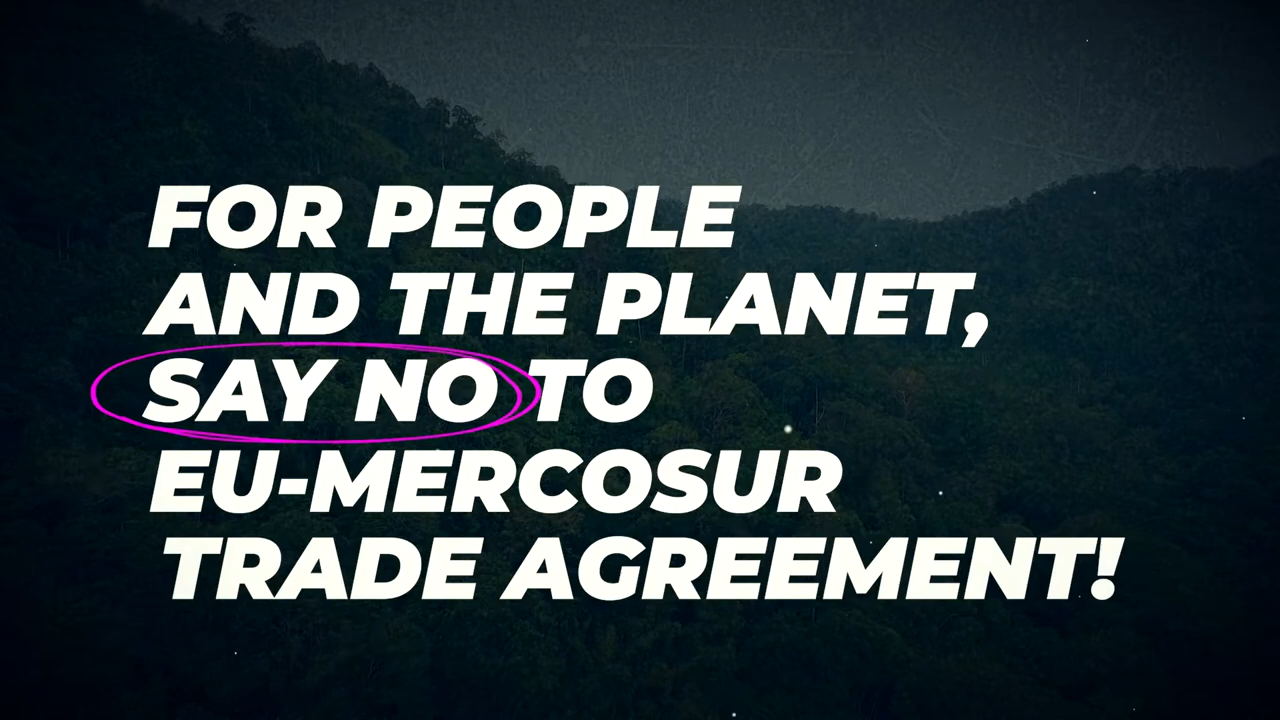 FOR PEOPLE
AND THE PLANET,
SAY NO TO
EU-MERCOSUR
TRADE AGREEMENT!